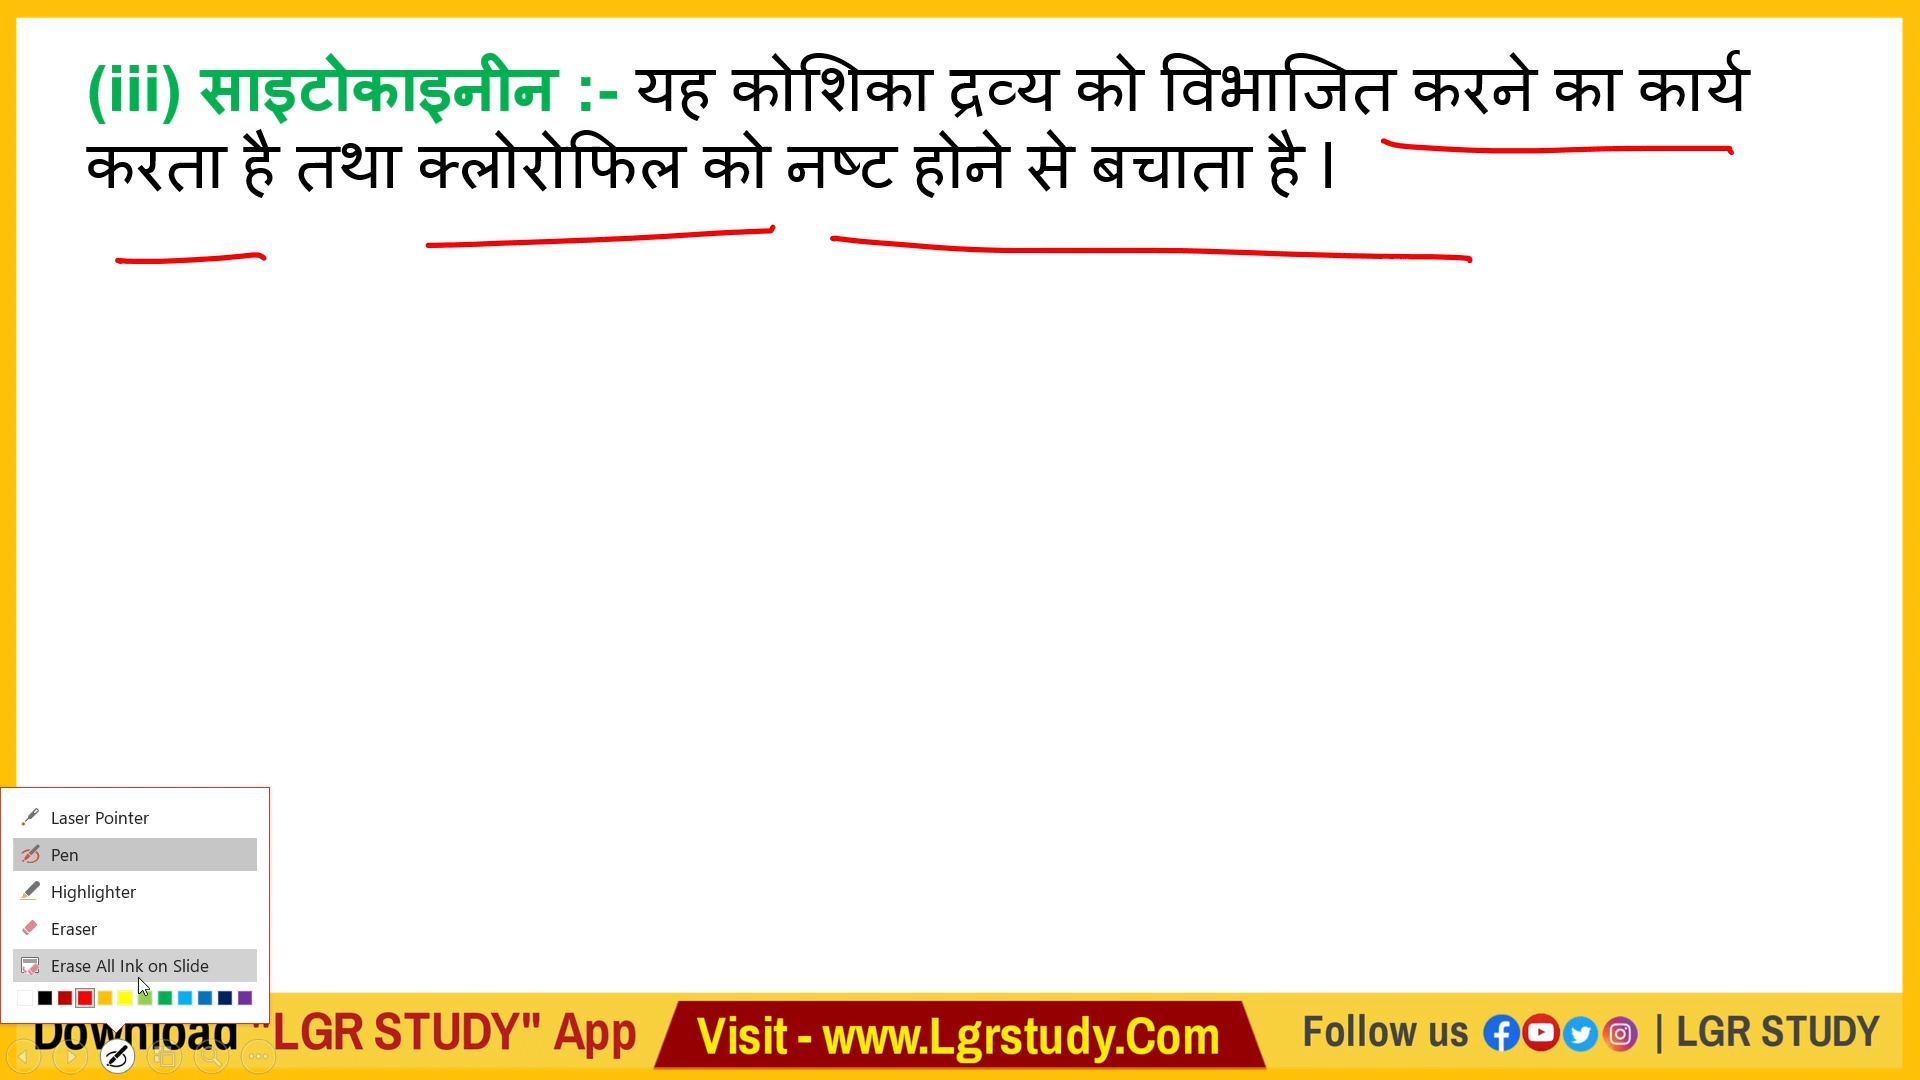 (iii) साइटोकाइनीन :- यह कोशिका द्रव्य को विभाजित करने का कार्य
करता है तथा क्लोरोफिल को नष्ट होने से बचाता है ।
Laser Pointer
Pen
Highlighter
Eraser
Erase All Ink on Slide
Download "LGR STUDY" App
Visit - www.Lgrstudy.Com
Follow us | LGR STUDY